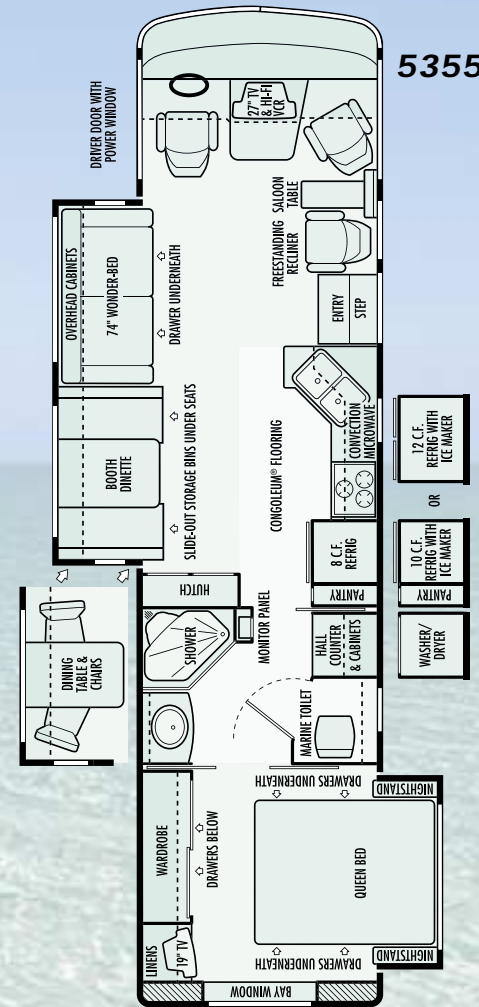 5355
DRIVER DOOR WITH
POWER WINDOW
27" TV
& HI-FI
VCR
SALOON
TABLE
FREESTANDING
RECLINER
ENTRY
STEP
OVERHEAD CABINETS
74" WONDER-BED
DRAWER UNDERNEATH
BOOTH
DINETTE
SLIDE-OUT STORAGE BINS UNDER SEATS
CONGOLEUM® FLOORING
CONVECTION
MICROWAVE
12 C.F.
REFRIG WITH
ICE MAKER
OR
10 C.F.
REFRIG WITH
ICE MAKER
PANTRY
WASHER/
DRYER
8 C.F.
REFRIG
PANTRY
HALL
COUNTER
& CABINETS
HUTCH
MONITOR PANEL
SHOWER
DINING
TABLE &
CHAIRS
MARINE TOILET
WARDROBE
DRAWERS BELOW
DRAWERS UNDERNEATH
NIGHTSTAND
QUEEN BED
LINENS
19" TV
DRAWERS UNDERNEATH
NIGHTSTAND
BAY WINDOW